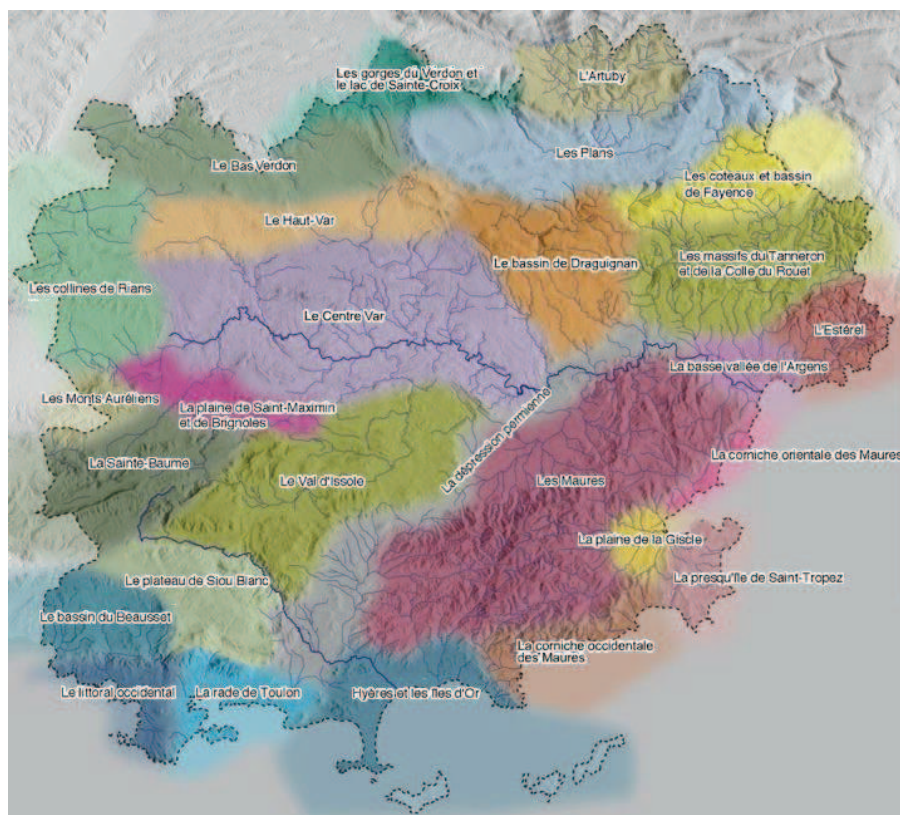 Les gorges du Verdon et
le lac de Sainte-Croix
L'Artuby
Le Bas Verdon
Les Plans
Les coteaux et bassin
de Fayence
Le Haut-Var
Le bassin de Draguignan
Les massifs du Tanneron
et de la Colle du Rouet
Les collines de Rians
Le Centre Var
L'Estérel
La basse vallée de l'Argens
Les Monts Auréliens
La plaine de Saint-Maximin
et de Brignoles
La dépression permienne
La Sainte-Baume
Le Val d'Issole
Les Maures
La corniche orientale des Maures
La plaine de la Giscle
Le plateau de Siou Blanc
La presqu'île de Saint-Tropez
Le bassin du Beausset
La corniche occidentale
des Maures
Le littoral occidental
La rade de Toulon
Hyères et les îles d'Or